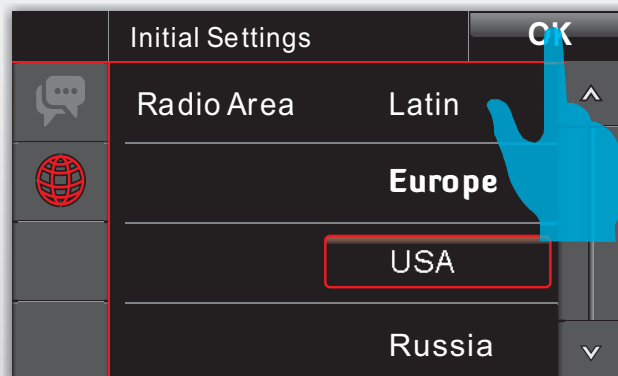 Initial Settings OK
Radio Area Latin
Europe
USA
Russia